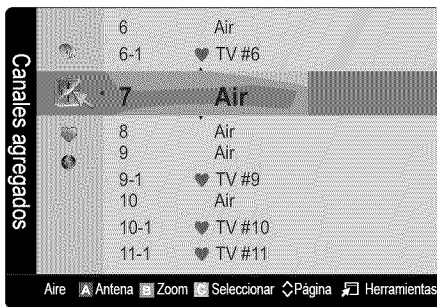 Canales agregados
6 Air
6-1 ♥ TV #6
7 Air
8 Air
9 Air
9-1 ♥ TV #9
10 Air
10-1 ♥ TV #10
11-1 ♥ TV #11
Aire A Antena B Zoom C Seleccionar Página Herramientas